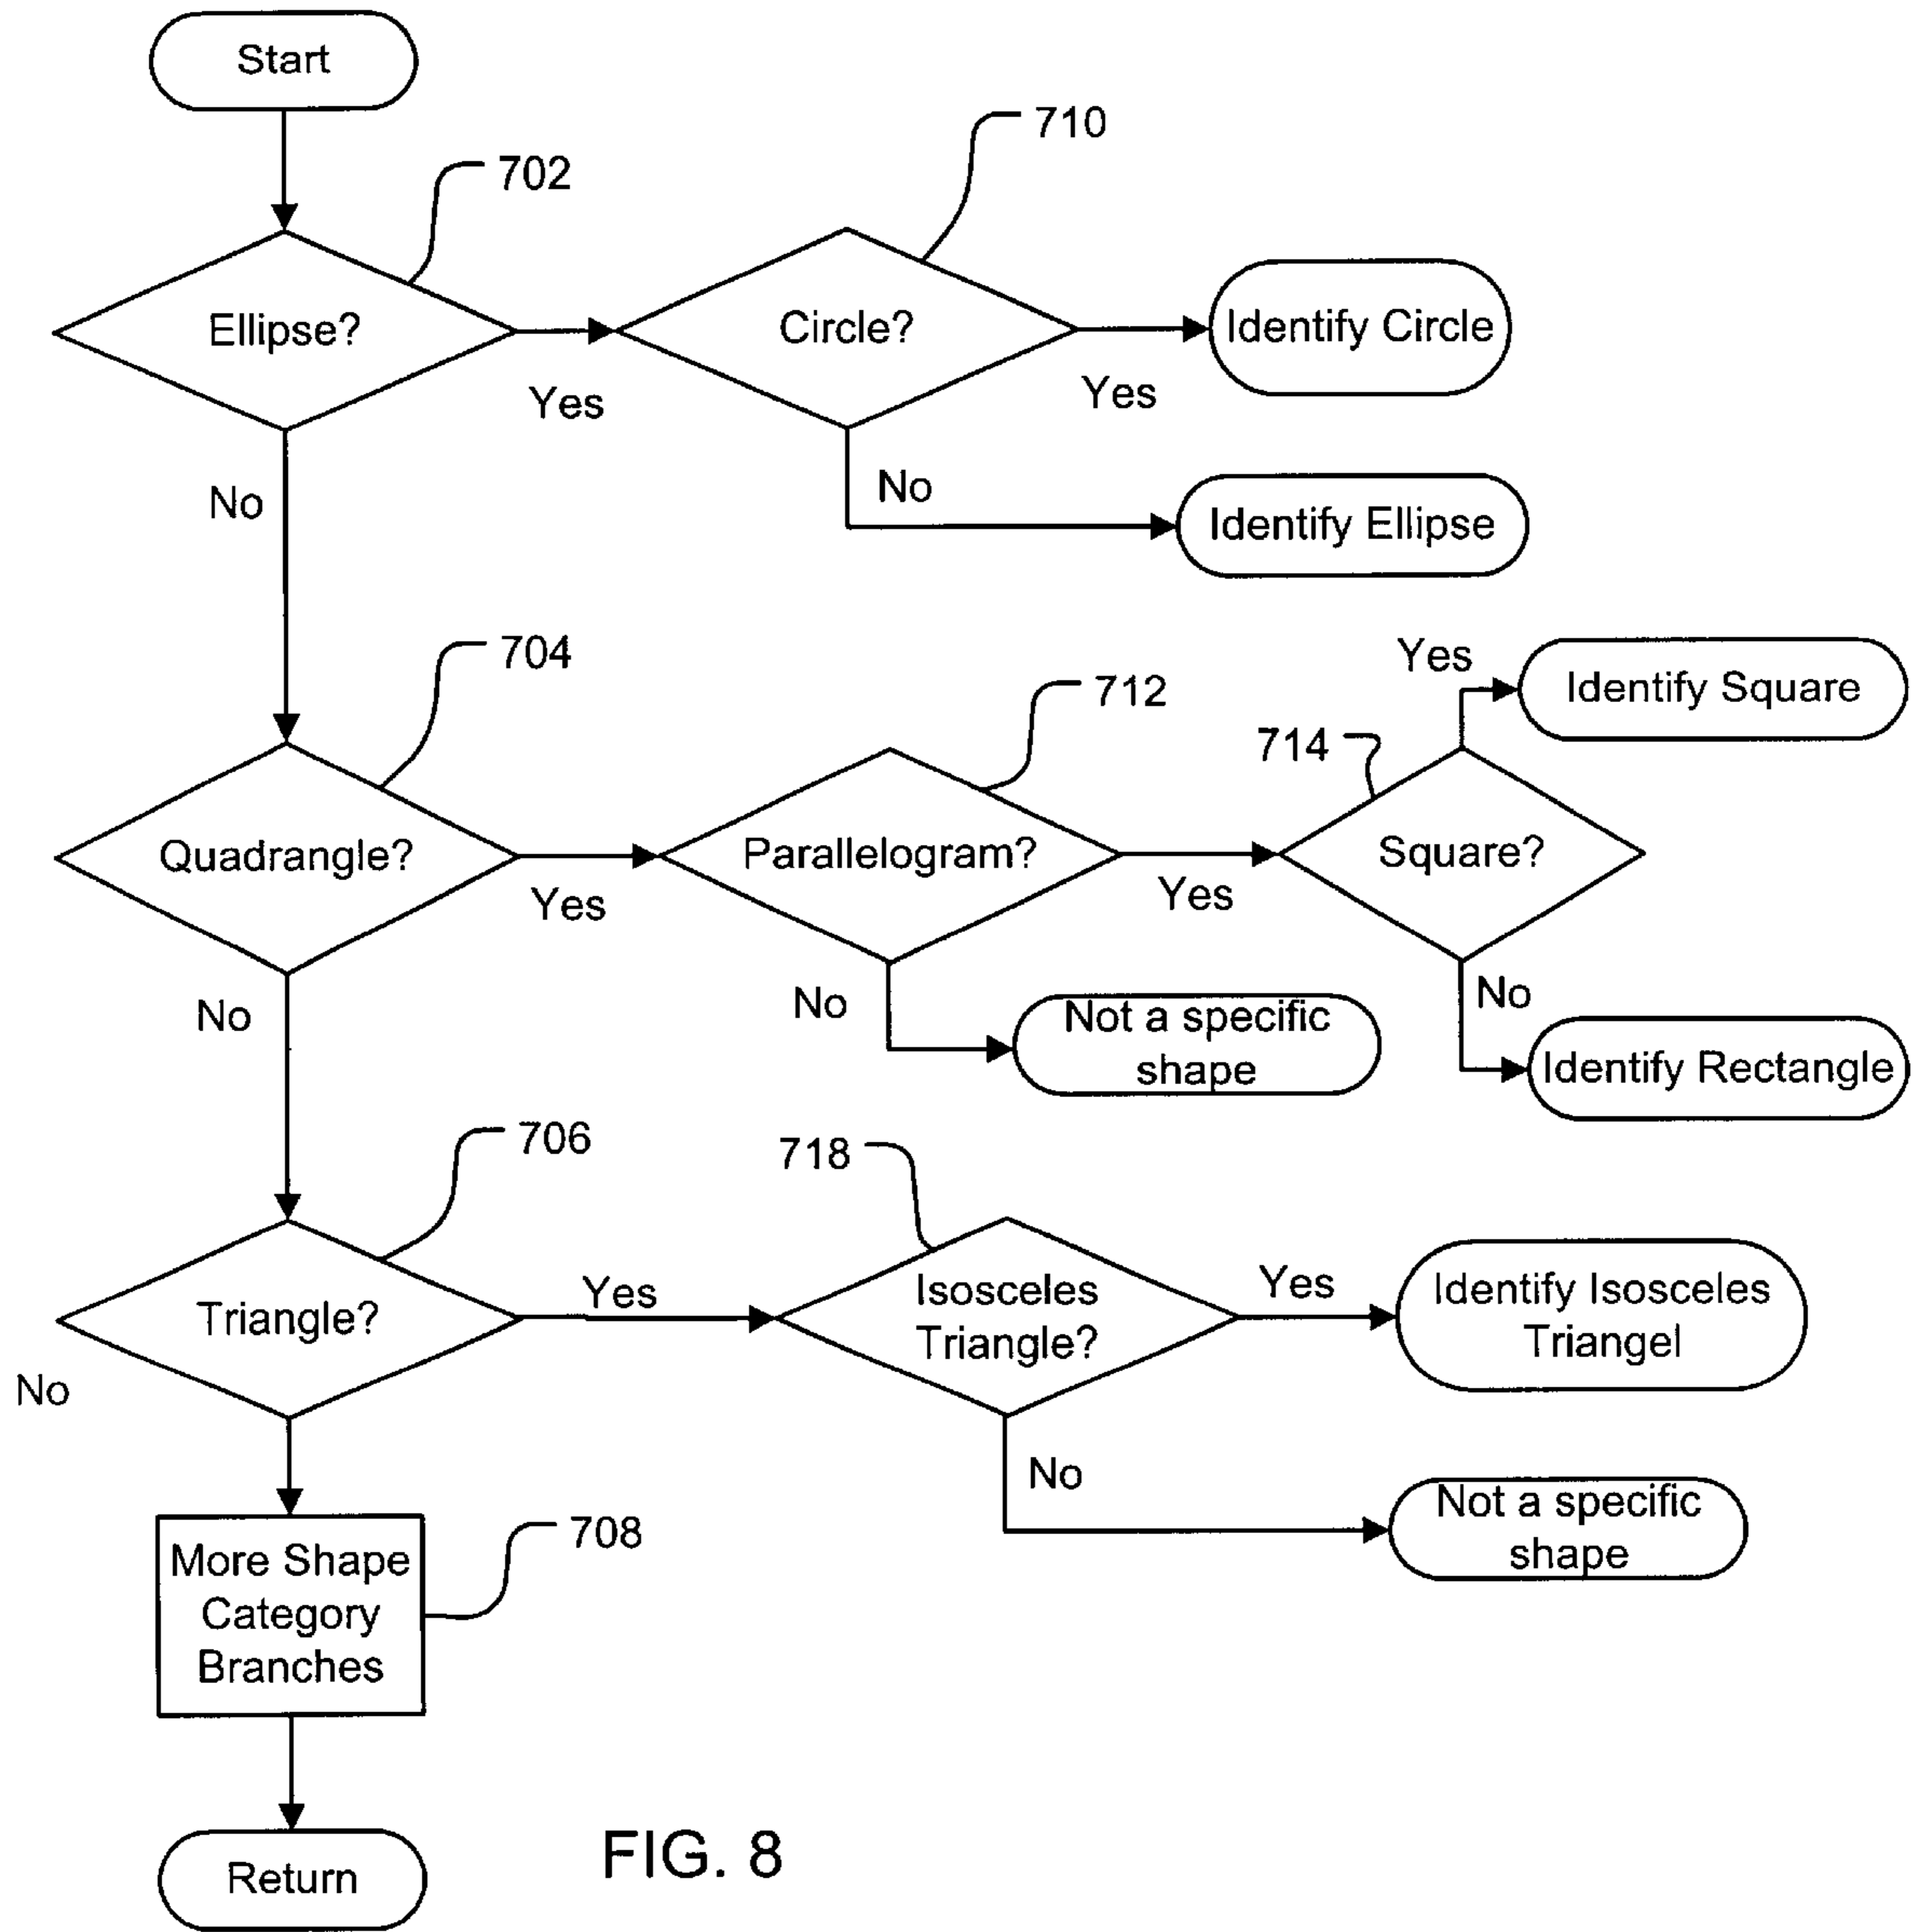 Start
710
702
Ellipse?
Circle?
Identify Circle
Yes
Yes
No
No
Identify Ellipse
704
712
Yes
Identify Square
714
Quadrangle?
Parallelogram?
Square?
Yes
Yes
No
No
No
Not a specific
shape
Identify Rectangle
706
718
Triangle?
Yes
Isosceles
Triangle?
Yes
Identify Isosceles
Triangel
No
No
Not a specific
shape
More Shape
Category
Branches
708
Return
FIG. 8